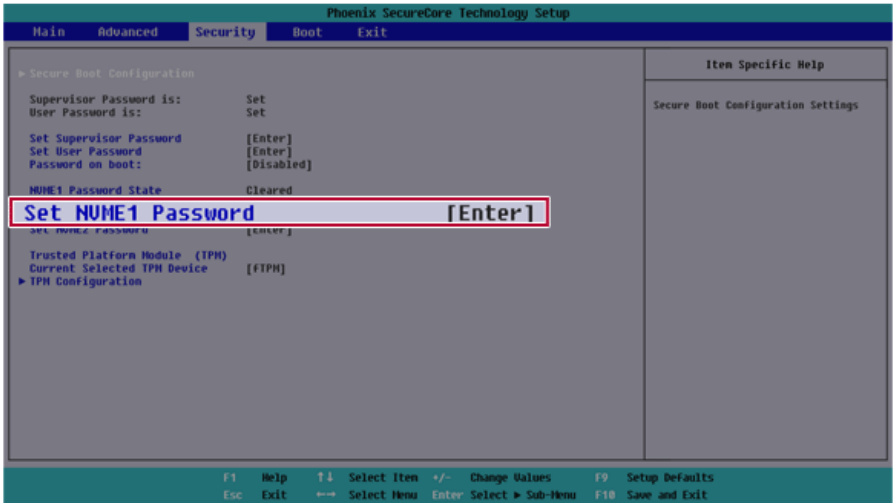 Phoenix SecureCore Technology Setup
Main Advanced Security Boot Exit
▶ Secure Boot Configuration
Item Specific Help
Supervisor Password is: Set
User Password is: Set
Secure Boot Configuration Settings
Set Supervisor Password [Enter]
Set User Password [Enter]
Password on boot: [Disabled]
NVME1 Password State Cleared
Set NVME1 Password [Enter]
Set NVME2 Password [Enter]
Trusted Platform Module (TPM)
Current Selected TPM Device [fTPM]
▶ TPM Configuration
F1 Help ↑↓ Select Item +/- Change Values F9 Setup Defaults
Esc Exit ←→ Select Menu Enter Select ▶ Sub-Menu F10 Save and Exit